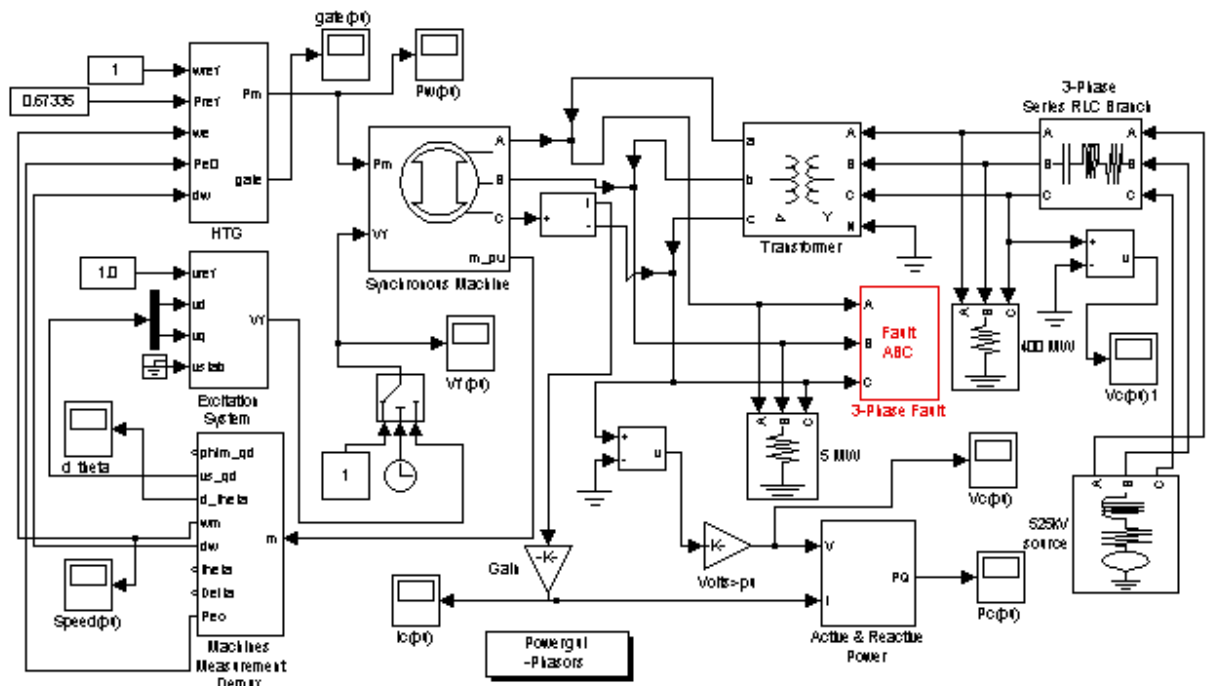 gate(pu)
1
wref
0.67335
Pref
Pm
we
Pe0
gate
dw
HTG
Pw(pu)
Pm
A
B
C
Vf
m_pu
Synchronous Machine
+
i
-
a
b
c
A
B
C
N
Δ Y
Transformer
3-Phase
Series RLC Branch
A
B
C
A
B
C
1.0
vref
vd
Vf
vq
vstab
Excitation
System
Vf(pu)
A
B
C
Fault
ABC
3-Phase Fault
A B C
400 MW
+
-
v
Vc(pu)1
d_theta
phim_qd
vs_qd
d_theta
wm
dw
theta
Delta
Peo
m
Machines
Measurement
Demux
Speed(pu)
1
+
-
v
A B C
5 MW
Vc(pu)
A B C
525kV
source
-K-
Gain
-K-
Volts>pu
V
I
PQ
Active & Reactive
Power
Pc(pu)
Ic(pu)
Powergui
-Phasors